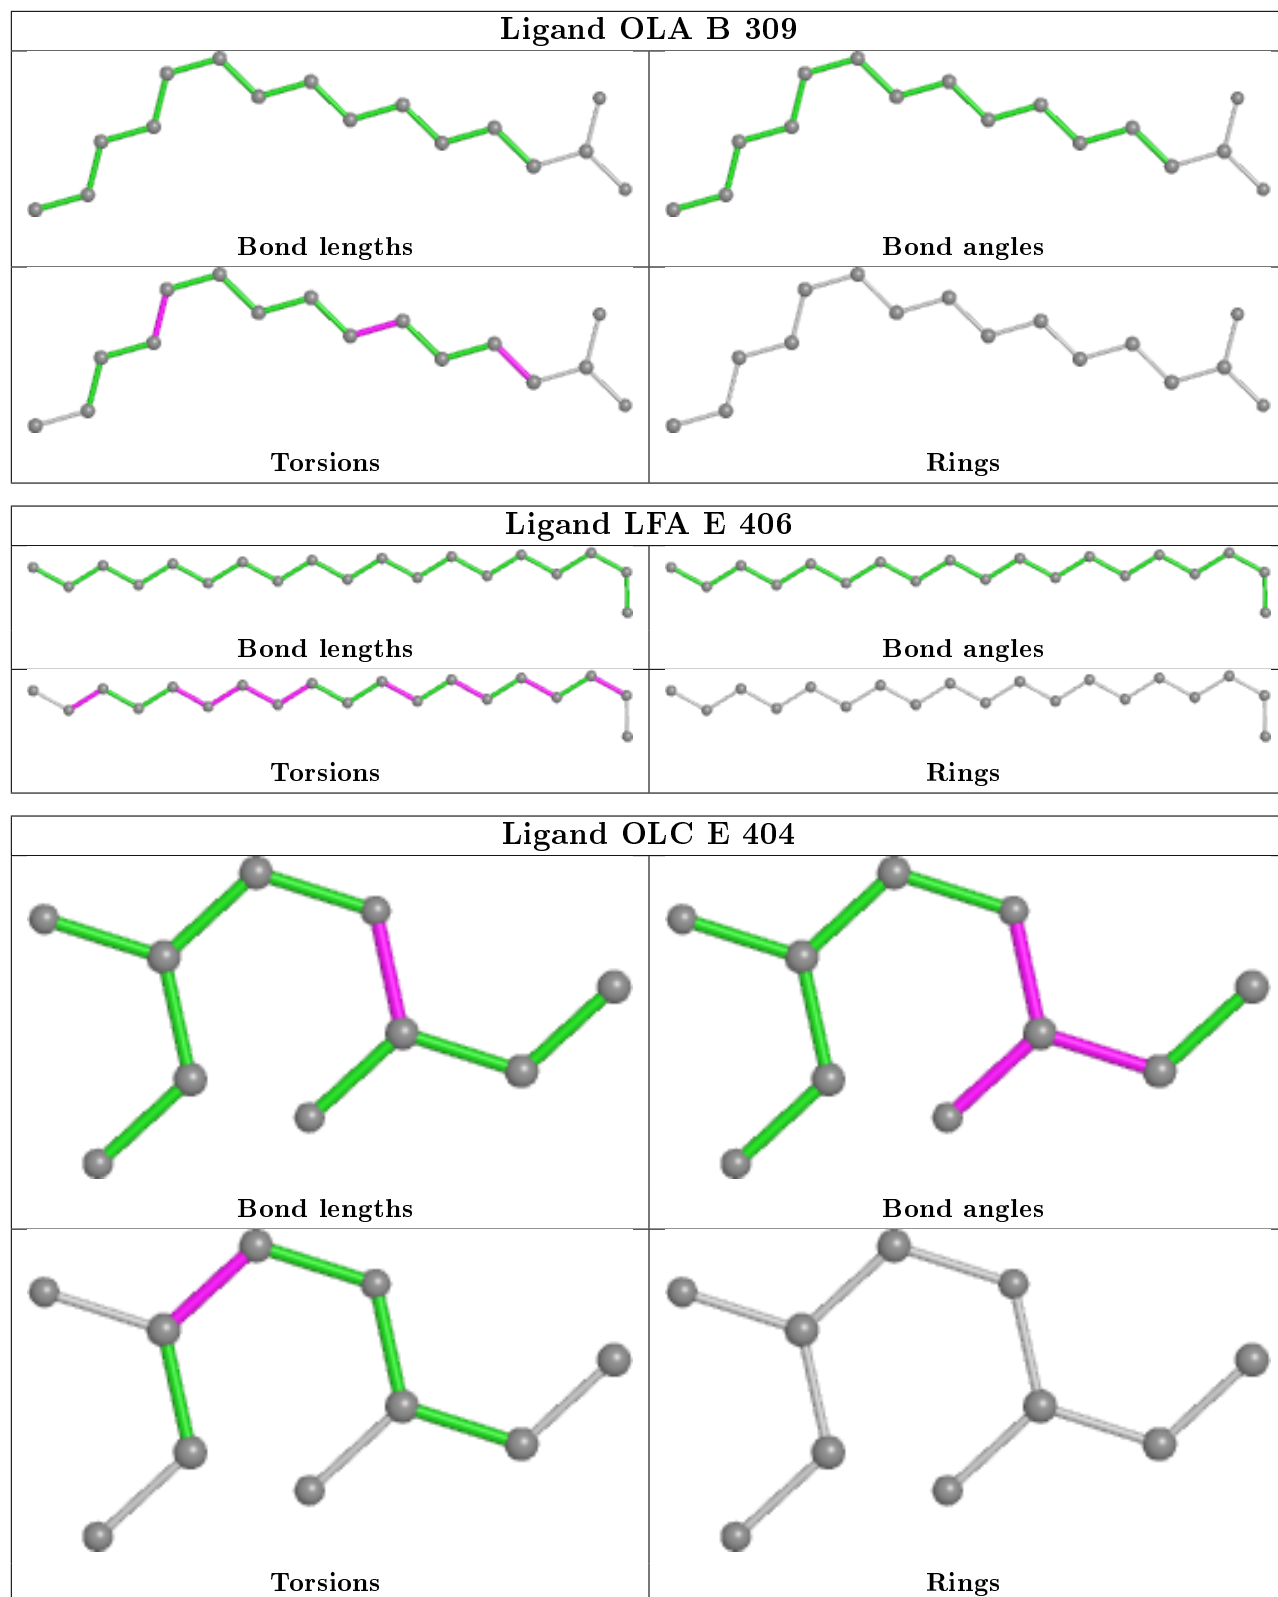 Ligand OLA B 309
Bond lengths
Bond angles
Torsions
Rings
Ligand LFA E 406
Bond lengths
Bond angles
Torsions
Rings
Ligand OLC E 404
Bond lengths
Bond angles
Torsions
Rings